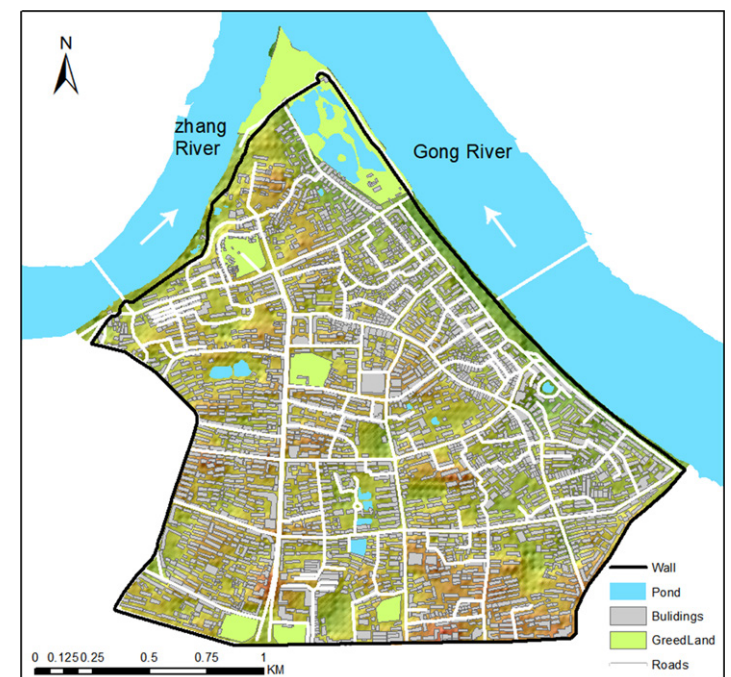 N
zhang
River
Gong River
Wall
Pond
Bulidings
GreedLand
Roads
0 0.125 0.25 0.5 0.75 1
KM